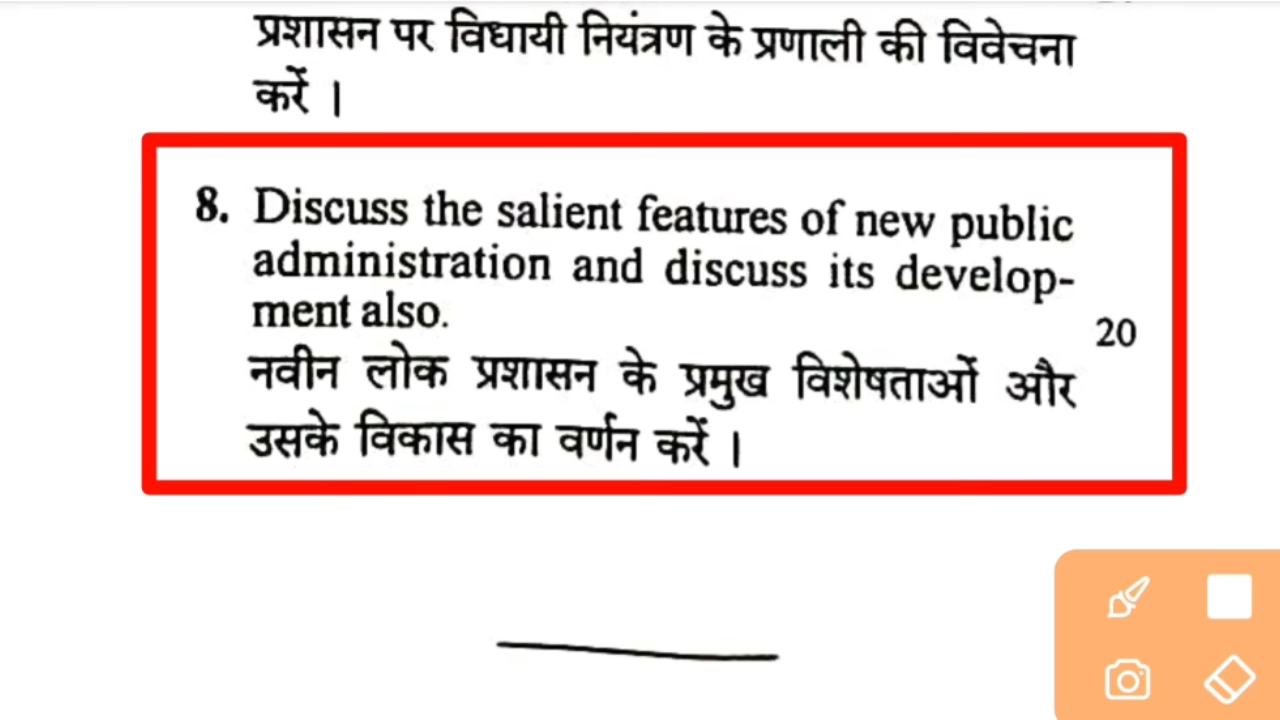 प्रशासन पर विधायी नियंत्रण के प्रणाली की विवेचना
करें ।
8. Discuss the salient features of new public
administration and discuss its develop-
ment also.
20
नवीन लोक प्रशासन के प्रमुख विशेषताओं और
उसके विकास का वर्णन करें ।